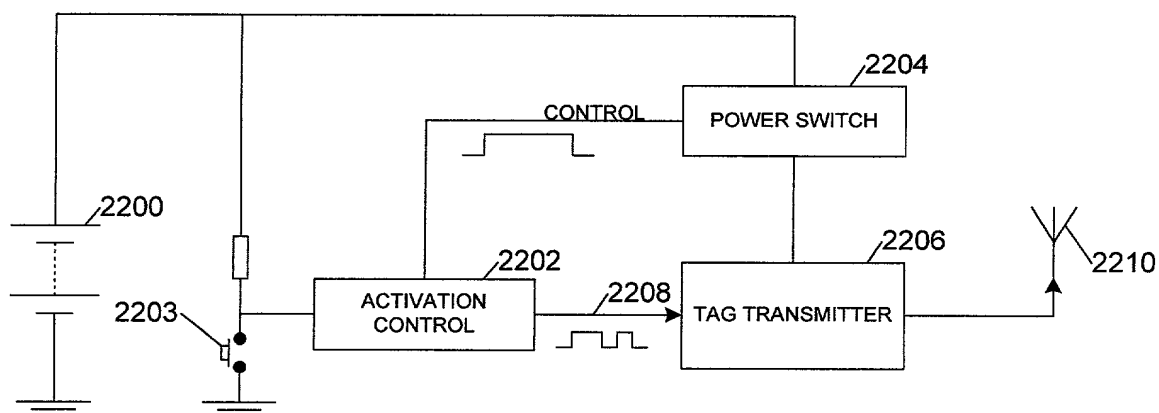 2204
CONTROL
POWER SWITCH
2200
2202
2206
2210
2203
ACTIVATION
CONTROL
2208
TAG TRANSMITTER